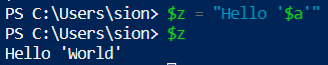 PS C:\Users\sion> $z = "Hello '$a'"
PS C:\Users\sion> $z
Hello 'World'